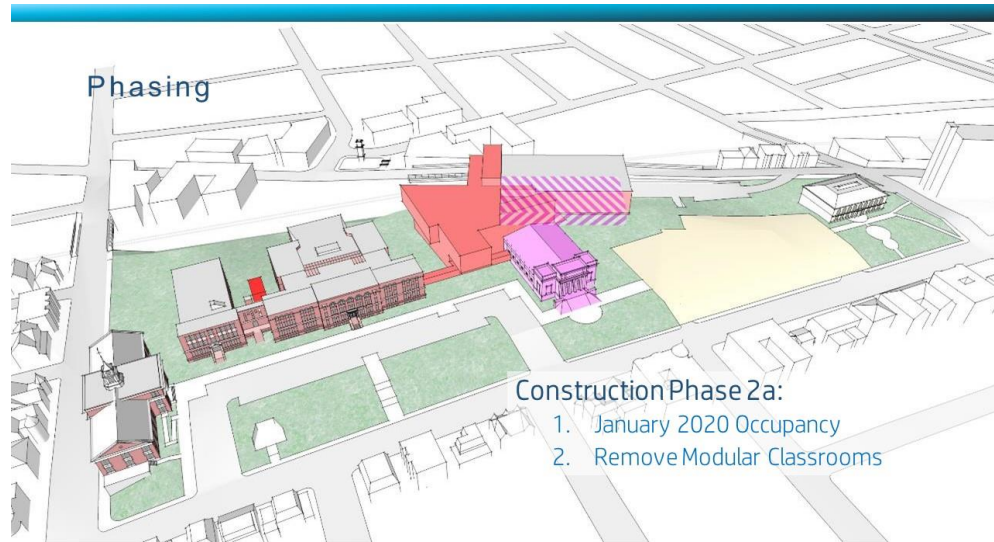 Phasing
Construction Phase 2a:
1. January 2020 Occupancy
2. Remove Modular Classrooms